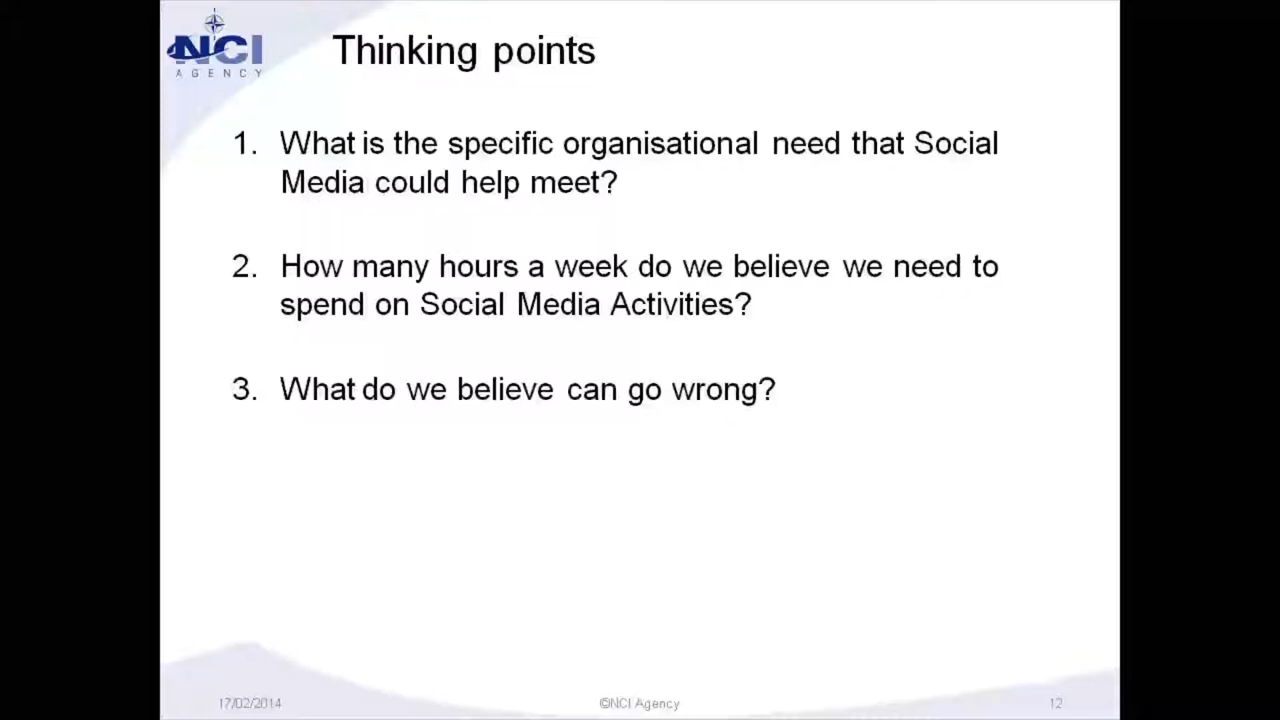 NCI
AGENCY
Thinking points
1. What is the specific organisational need that Social
Media could help meet?
2. How many hours a week do we believe we need to
spend on Social Media Activities?
3. What do we believe can go wrong?
17/02/2014 ©NCI Agency 12